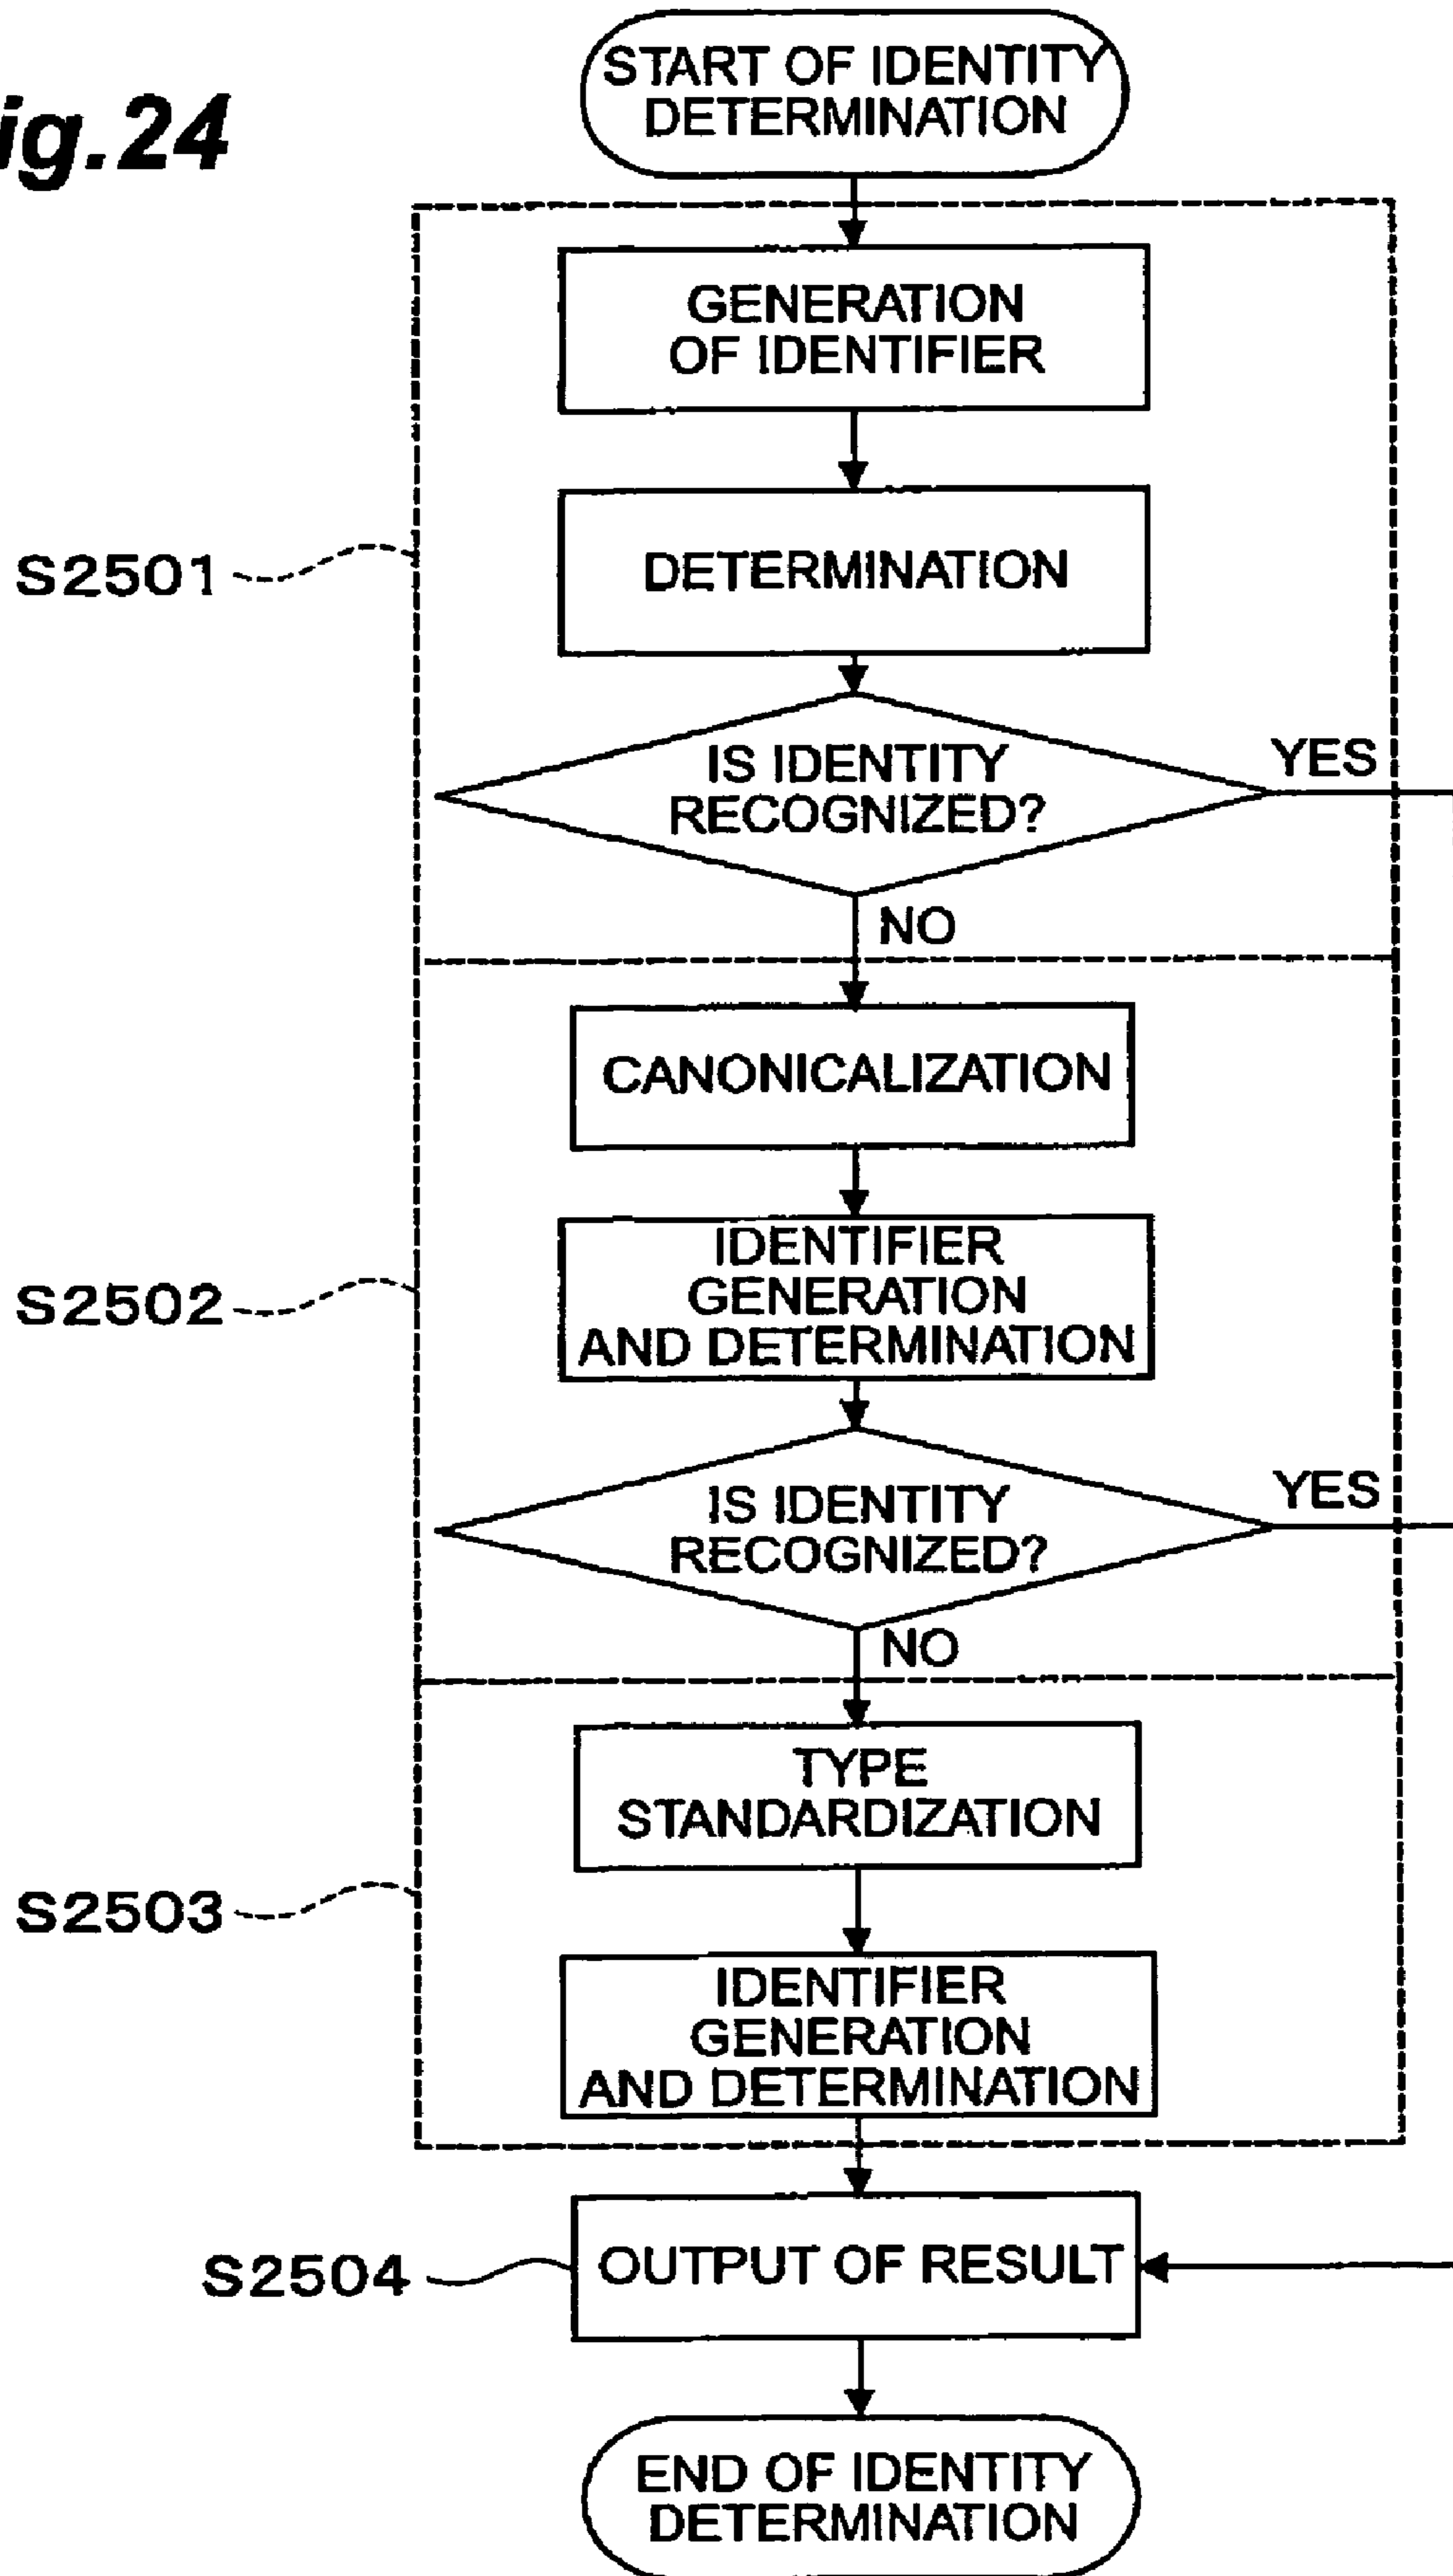 ig.24
START OF IDENTITY
DETERMINATION
GENERATION
OF IDENTIFIER
S2501
DETERMINATION
IS IDENTITY
RECOGNIZED?
YES
NO
CANONICALIZATION
S2502
IDENTIFIER
GENERATION
AND DETERMINATION
IS IDENTITY
RECOGNIZED?
YES
NO
TYPE
STANDARDIZATION
S2503
IDENTIFIER
GENERATION
AND DETERMINATION
S2504
OUTPUT OF RESULT
END OF IDENTITY
DETERMINATION